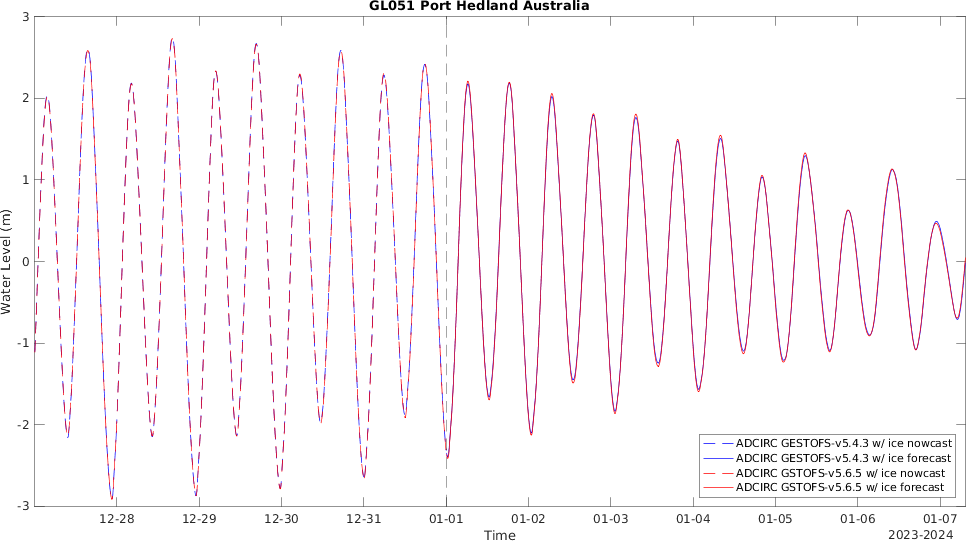 GL051 Port Hedland Australia
3
2
1
0
-1
-2
-3
Water Level (m)
ADCIRC GESTOFS-v5.4.3 w/ ice nowcast
ADCIRC GESTOFS-v5.4.3 w/ ice forecast
ADCIRC GSTOFS-v5.6.5 w/ ice nowcast
ADCIRC GSTOFS-v5.6.5 w/ ice forecast
12-28 12-29 12-30 12-31 01-01 01-02 01-03 01-04 01-05 01-06 01-07
Time
2023-2024